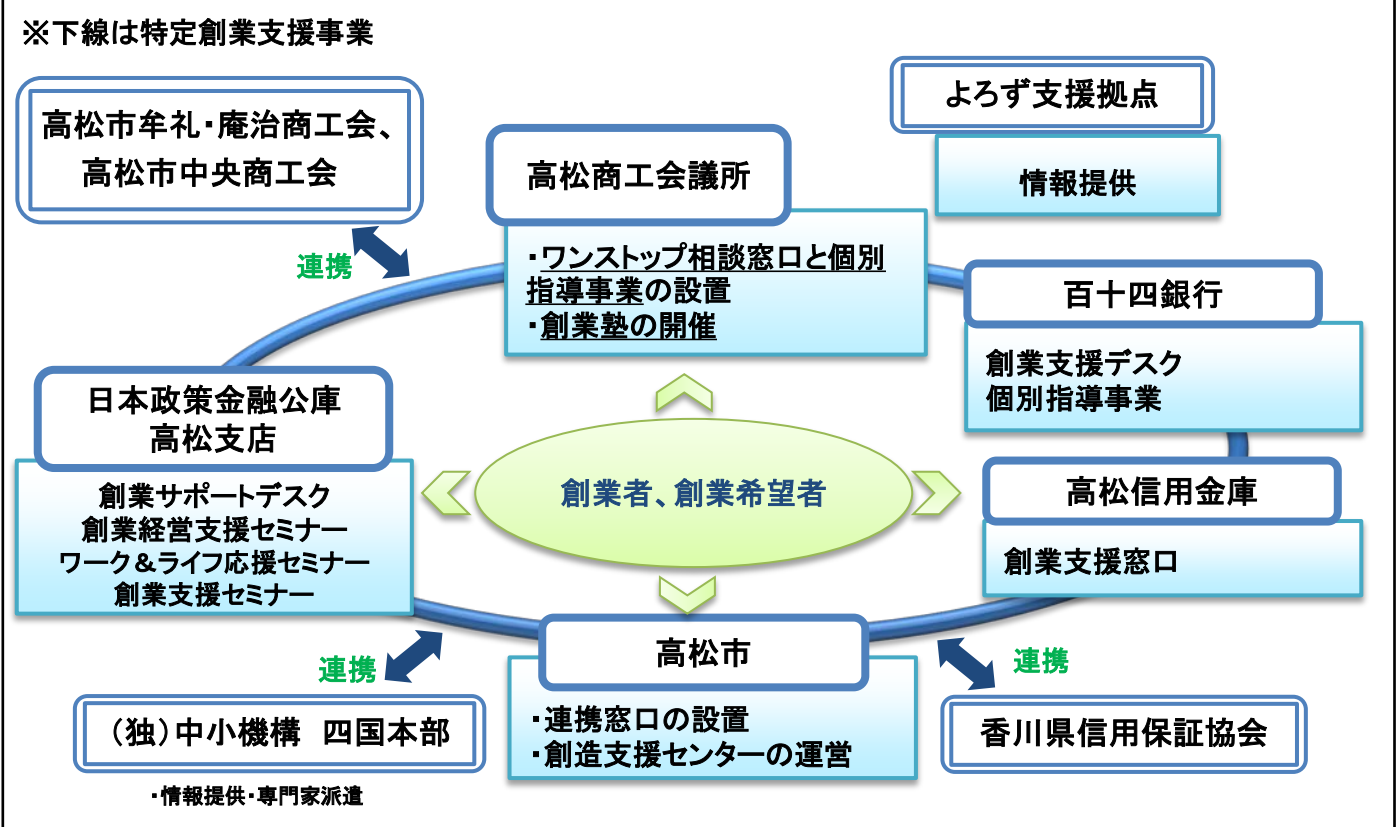 ※下線は特定創業支援事業
高松市牟礼・庵治商工会、
高松市中央商工会
連携
高松商工会議所
・ワンストップ相談窓口と個別
指導事業の設置
・創業塾の開催
よろず支援拠点
情報提供
百十四銀行
創業支援デスク
個別指導事業
日本政策金融公庫
高松支店
創業サポートデスク
創業経営支援セミナー
ワーク&ライフ応援セミナー
創業支援セミナー
創業者、創業希望者
高松信用金庫
創業支援窓口
高松市
・連携窓口の設置
・創造支援センターの運営
連携
(独)中小機構 四国本部
・情報提供・専門家派遣
連携
香川県信用保証協会